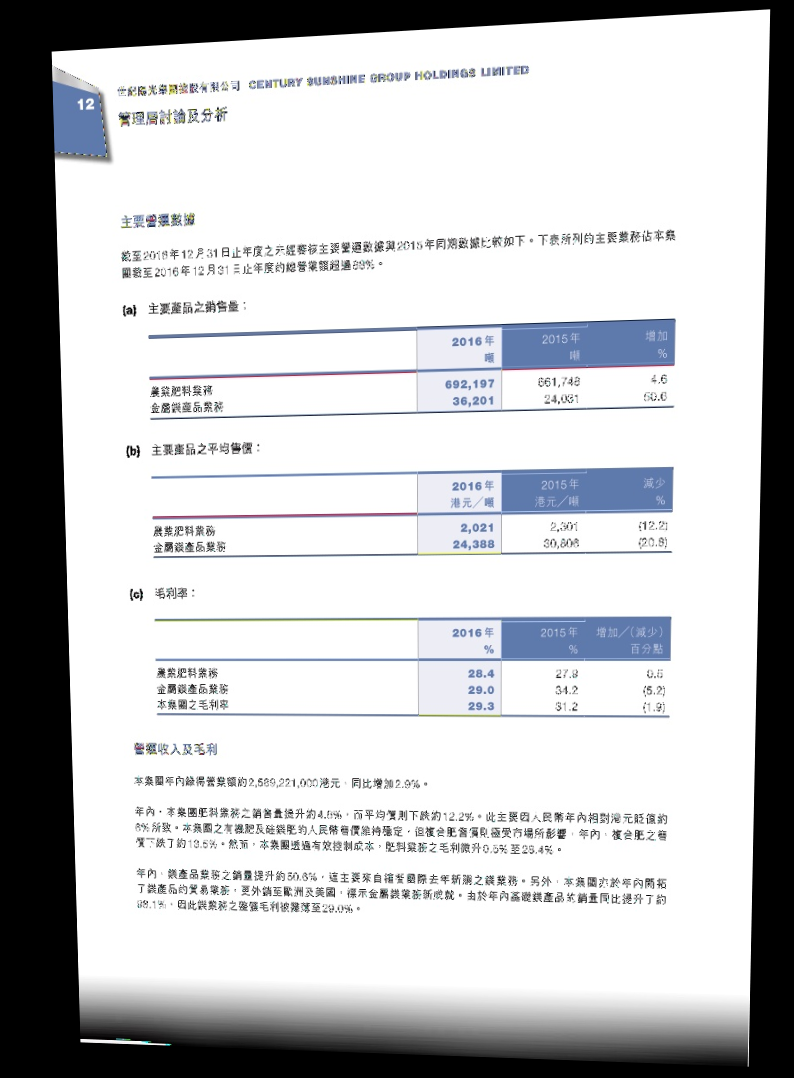 世紀陽光集團控股有限公司 CENTURY SUNSHINE GROUP HOLDINGS LIMITED
12
管理層討論及分析
主要營運數據
截至2016年12月31日止年度之未經審核主要營運數據與2015年同期數據比較如下。下表所列的主要業務佔本集
團截至2016年12月31日止年度的總營業額超過88%。
(a) 主要產品之銷售量：
2016年 2015年 增加
噸 噸 %
農業肥料業務 692,197 661,748 4.6
金屬鎂產品業務 36,201 24,031 50.6
(b) 主要產品之平均售價：
2016年 2015年 減少
港元／噸 港元／噸 %
農業肥料業務 2,021 2,301 (12.2)
金屬鎂產品業務 24,388 30,806 (20.8)
(c) 毛利率：
2016年 2015年 增加／(減少)
% % 百分點
農業肥料業務 28.4 27.9 0.5
金屬鎂產品業務 29.0 34.2 (5.2)
本集團之毛利率 29.3 31.2 (1.9)
營運收入及毛利
本集團年內錄得營業額約2,569,221,000港元，同比增加2.9%。
年內，本集團肥料業務之銷售量提升約4.6%，而平均價則下跌約12.2%。此主要因人民幣年內相對港元貶值約
6%所致。本集團之有機肥及硅鎂肥的人民幣售價維持穩定，但複合肥售價則極受市場所影響，年內，複合肥之售
價下跌了約13.5%。然而，本集團透過有效控制成本，肥料業務之毛利微升0.5%至28.4%。
年內，鎂產品業務之銷量提升約50.6%，這主要來自稀鎂國際去年新購之鎂業務。另外，本集團亦於年內開拓
了鎂產品的貿易業務，更外銷至歐洲及美國，標示金屬鎂業務新成就。由於年內基礎鎂產品的銷量同比提升了約
98.1%，因此鎂業務之整體毛利被攤薄至29.0%。